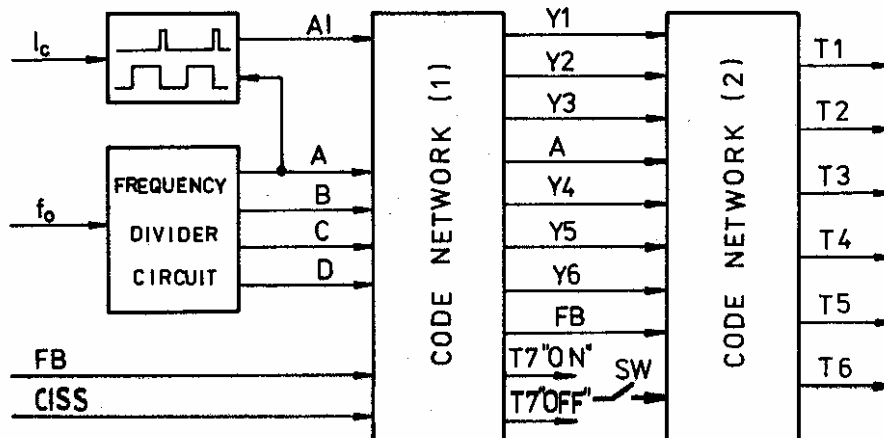 Ic
AI
FREQUENCY
DIVIDER
CIRCUIT
fo
A
B
C
D
FB
CISS
CODE NETWORK (1)
Y1
Y2
Y3
A
Y4
Y5
Y6
FB
T7"ON"
T7"OFF"
SW
CODE NETWORK (2)
T1
T2
T3
T4
T5
T6